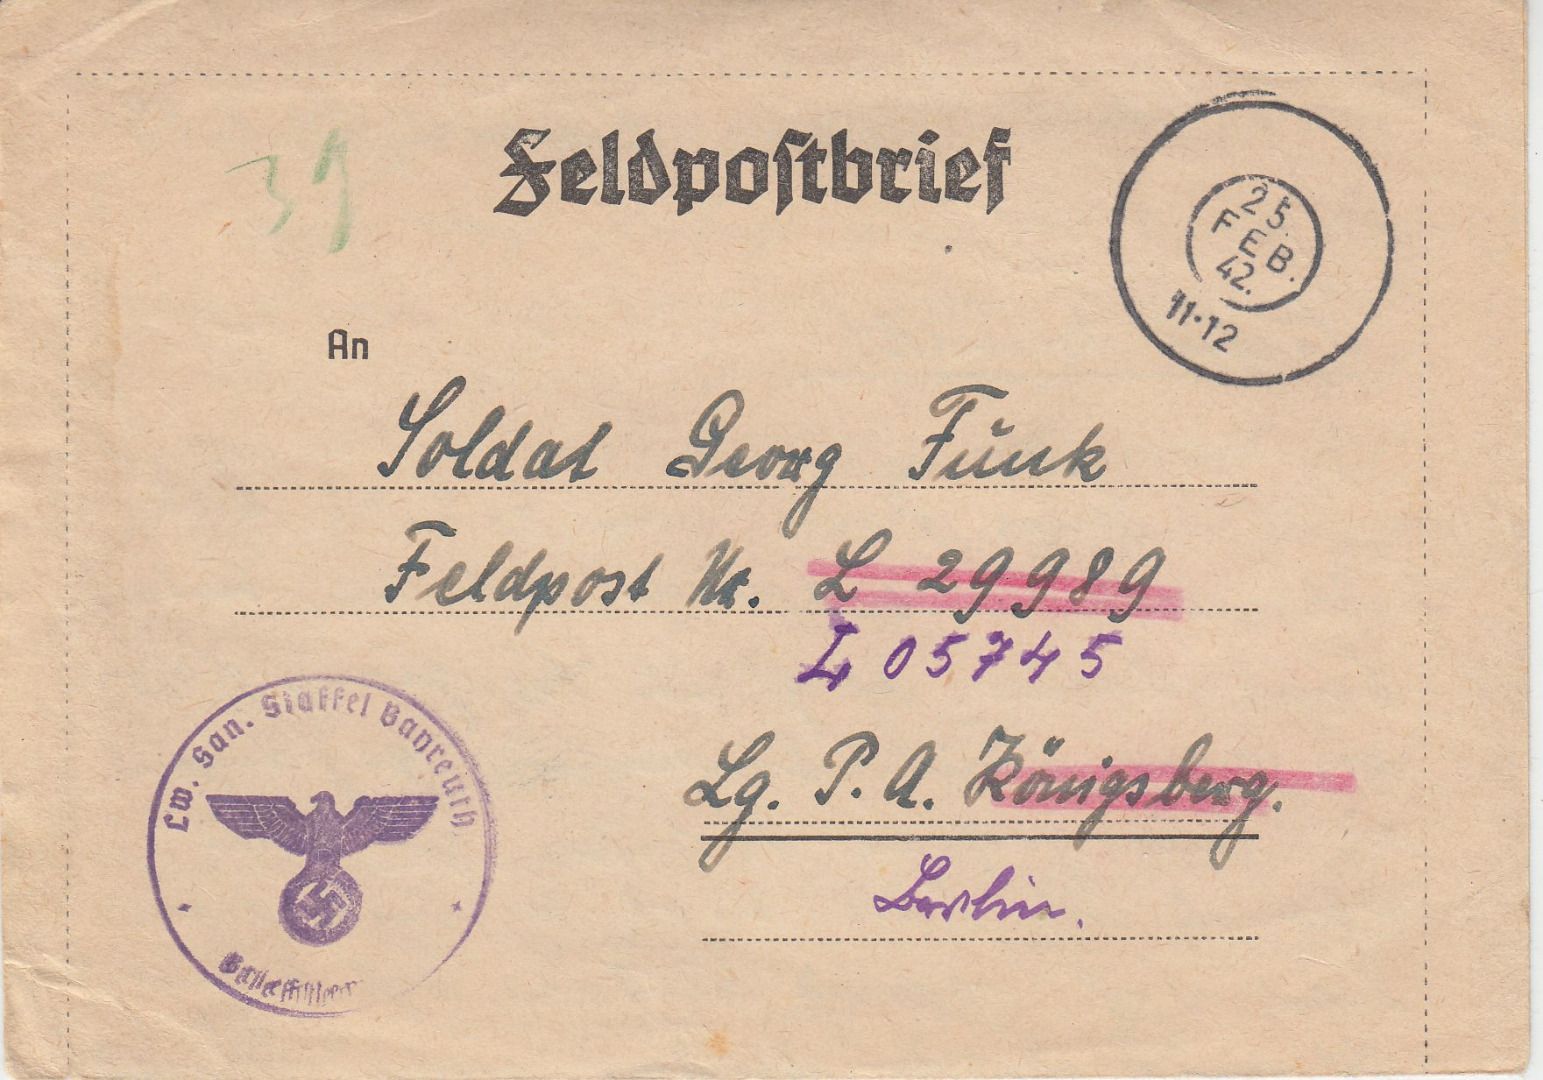 39
Feldpostbrief
25.
FEB.
42.
11-12
An
Soldat Georg Funk
Feldpost Nr. L 29989
L 05745
Lw. San. Staffel Bayreuth
Lg. P. A. Königsberg.
Berlin.